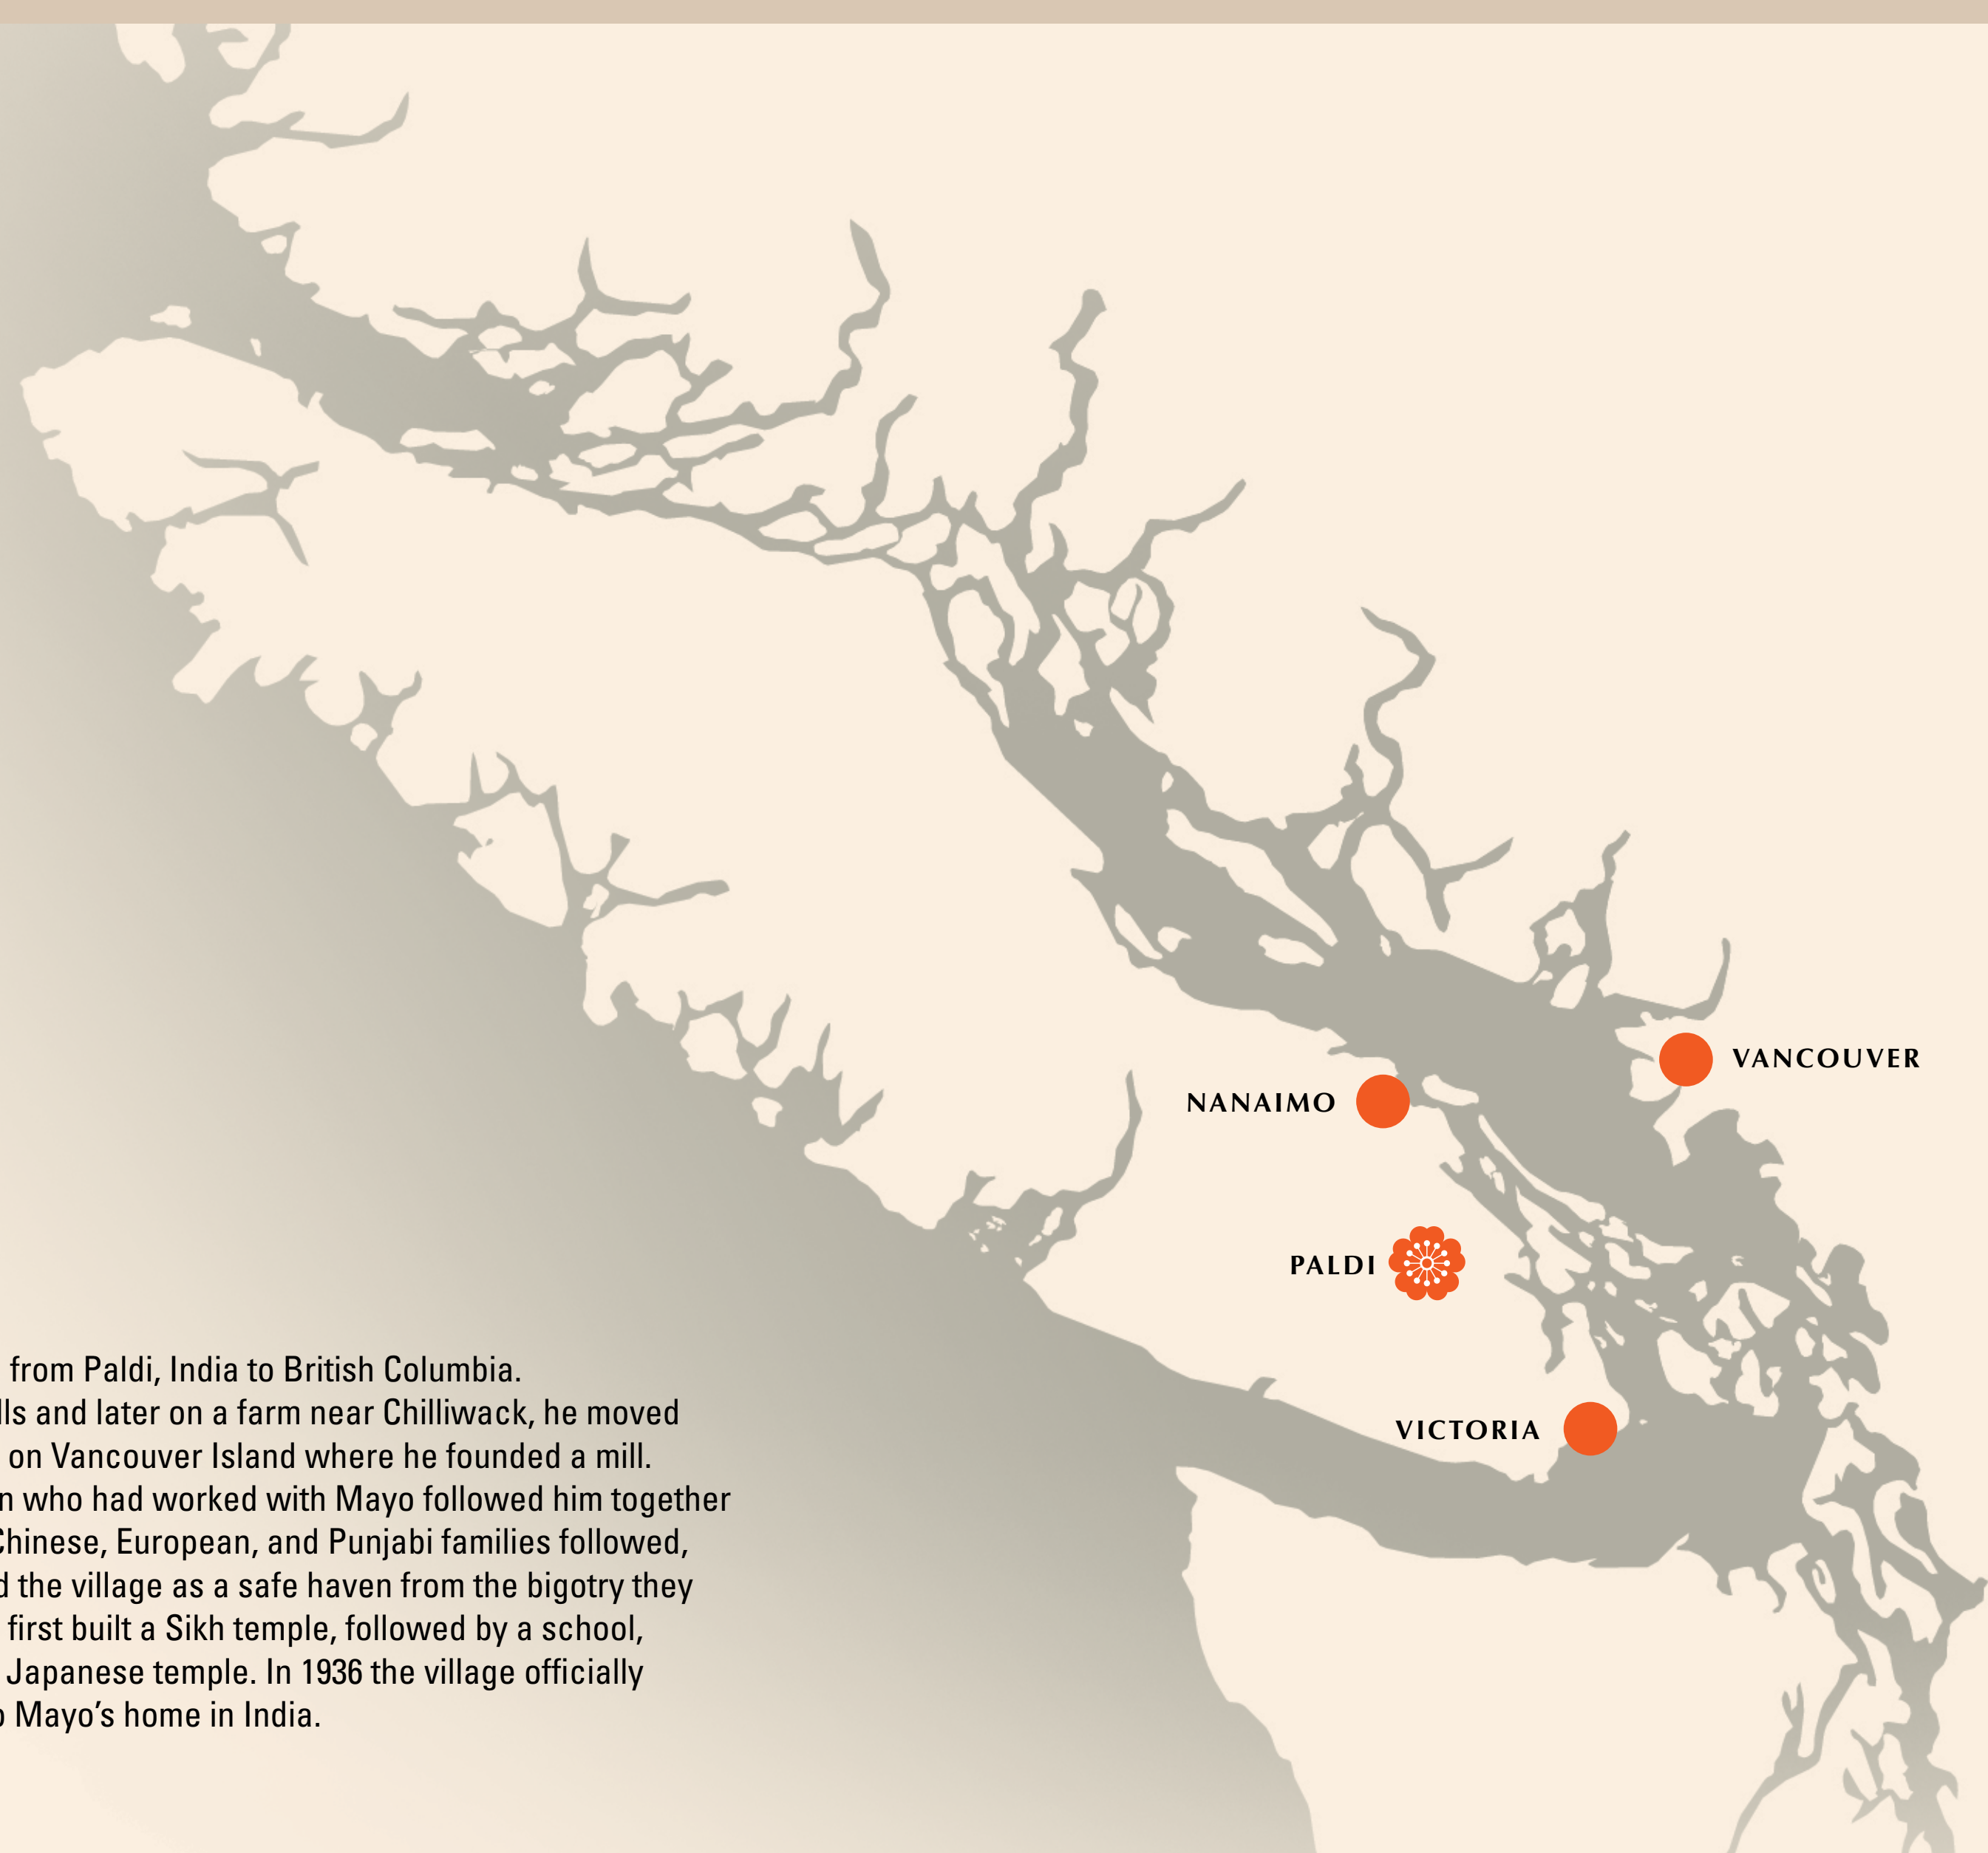 VANCOUVER
NANAIMO
PALDI
VICTORIA
from Paldi, India to British Columbia.
and later on a farm near Chilliwack, he moved
on Vancouver Island where he founded a mill.
who had worked with Mayo followed him together
Chinese, European, and Punjabi families followed,
the village as a safe haven from the bigotry they
first built a Sikh temple, followed by a school,
Japanese temple. In 1936 the village officially
Mayo’s home in India.